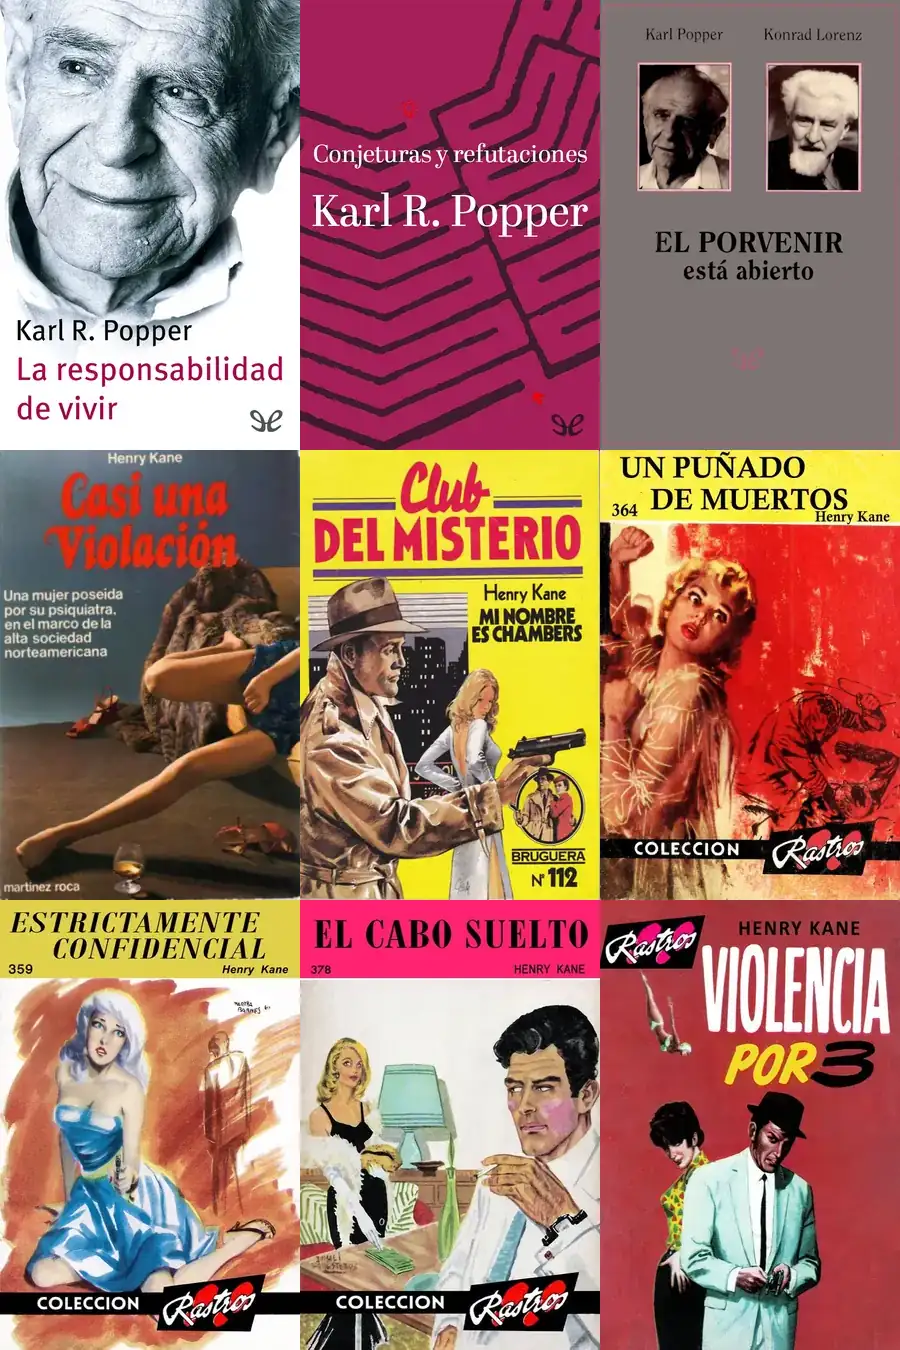 Karl R. Popper
La responsabilidad
de vivir
Conjeturas y refutaciones
Karl R. Popper
Karl Popper
Konrad Lorenz
EL PORVENIR
está abierto
Henry Kane
Casi una
Violación
Una mujer poseida
por su psiquiatra,
en el marco de la
alta sociedad
norteamericana
martinez roca
Club
DEL MISTERIO
Henry Kane
MI NOMBRE
ES CHAMBERS
BRUGUERA
Nº 112
UN PUÑADO
DE MUERTOS
364
Henry Kane
COLECCION
Rastros
ESTRICTAMENTE
CONFIDENCIAL
359
Henry Kane
COLECCION
Rastros
EL CABO SUELTO
378
HENRY KANE
COLECCION
Rastros
Rastros
HENRY KANE
VIOLENCIA
POR 3